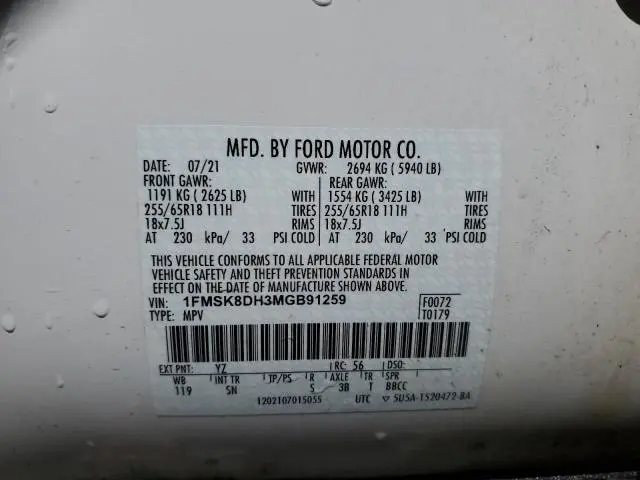 MFD. BY FORD MOTOR CO.
DATE: 07/21 GVWR: 2694 KG ( 5940 LB)
FRONT GAWR: REAR GAWR:
1191 KG ( 2625 LB) WITH 1554 KG ( 3425 LB) WITH
255/65R18 111H TIRES 255/65R18 111H TIRES
18x7.5J RIMS 18x7.5J RIMS
AT 230 kPa/ 33 PSI COLD AT 230 kPa/ 33 PSI COLD
THIS VEHICLE CONFORMS TO ALL APPLICABLE FEDERAL MOTOR
VEHICLE SAFETY AND THEFT PREVENTION STANDARDS IN
EFFECT ON THE DATE OF MANUFACTURE SHOWN ABOVE.
VIN: 1FMSK8DH3MGB91259 F0072
TYPE: MPV T0179
EXT PNT: YZ RC: 56 DSO:
WB INT TR TP/PS R AXLE TR SPR
119 SN S 3B T BBCC
1202107015055 UTC ▽ 5USA-1520472-BA